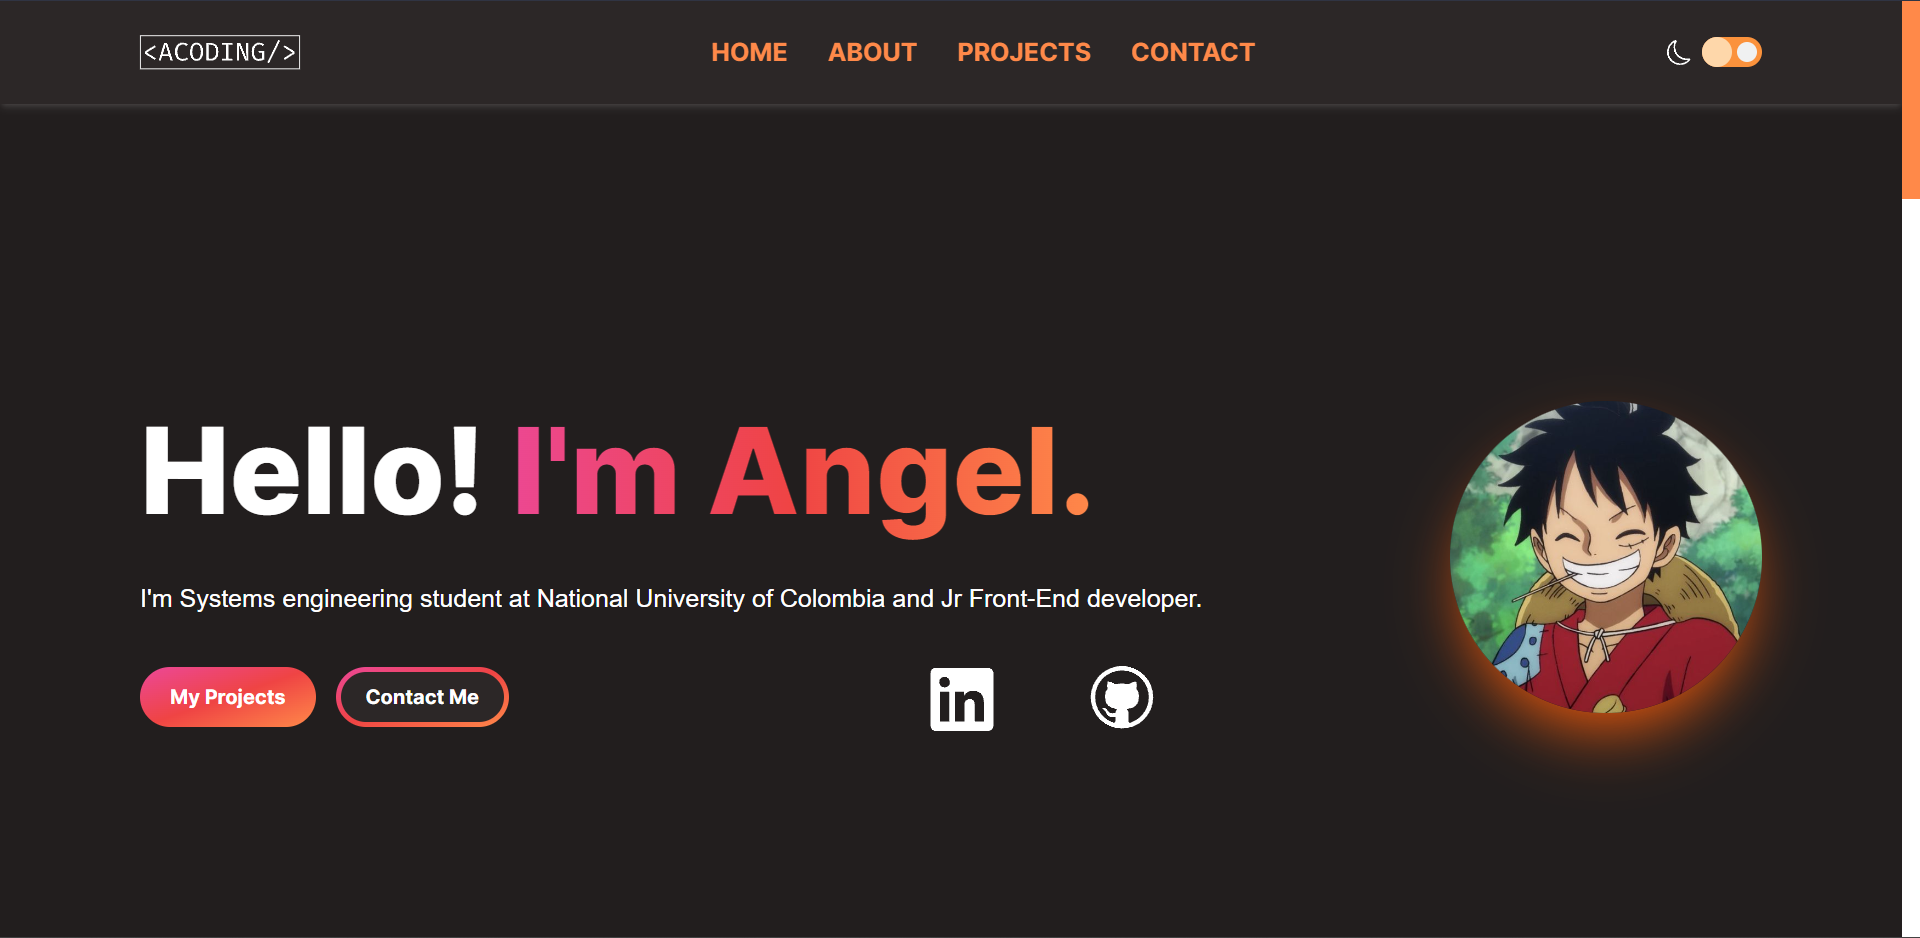 <ACODING/>
HOME ABOUT PROJECTS CONTACT
Hello! I'm Angel.
I'm Systems engineering student at National University of Colombia and Jr Front-End developer.
My Projects Contact Me
in